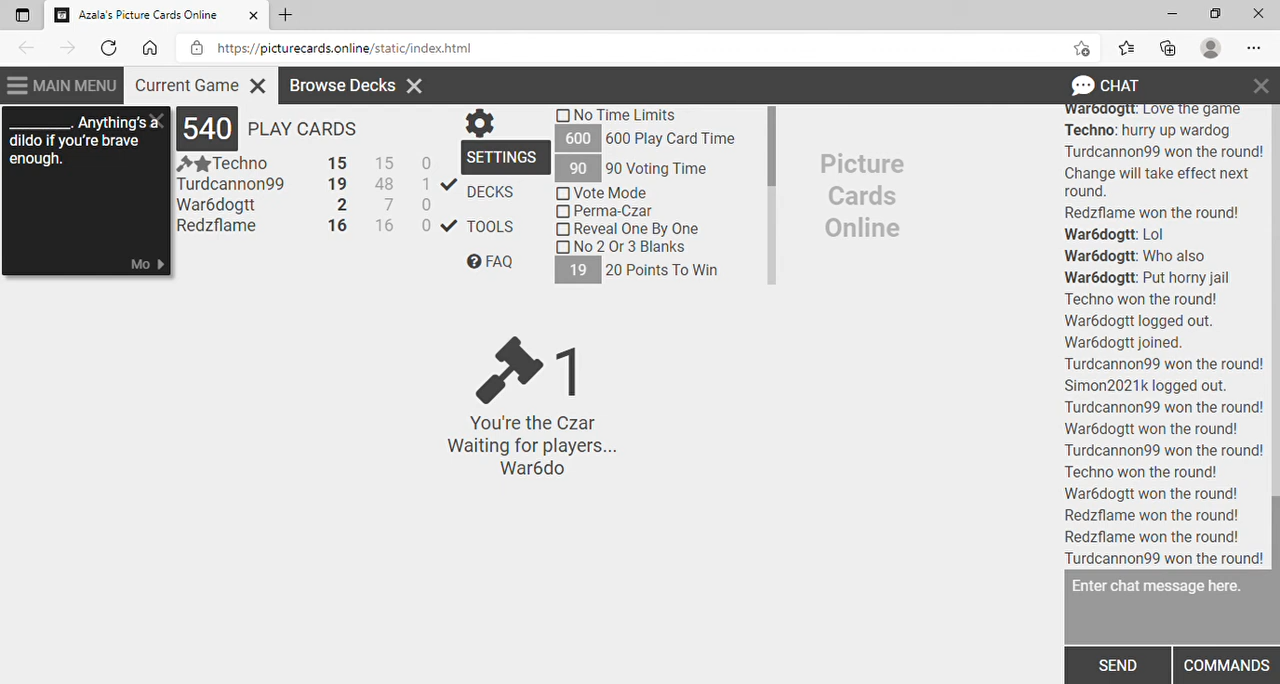 Azala's Picture Cards Online
https://picturecards.online/static/index.html
MAIN MENU
Current Game
Browse Decks
CHAT
_______. Anything's a
dildo if you're brave
enough.
Mo
540 PLAY CARDS
Techno 15 15 0
Turdcannon99 19 48 1
War6dogtt 2 7 0
Redzflame 16 16 0
SETTINGS
DECKS
TOOLS
FAQ
No Time Limits
600 600 Play Card Time
90 90 Voting Time
Vote Mode
Perma-Czar
Reveal One By One
No 2 Or 3 Blanks
19 20 Points To Win
Picture
Cards
Online
1
You're the Czar
Waiting for players...
War6do
War6dogtt: Love the game
Techno: hurry up wardog
Turdcannon99 won the round!
Change will take effect next
round.
Redzflame won the round!
War6dogtt: Lol
War6dogtt: Who also
War6dogtt: Put horny jail
Techno won the round!
War6dogtt logged out.
War6dogtt joined.
Turdcannon99 won the round!
Simon2021k logged out.
Turdcannon99 won the round!
War6dogtt won the round!
Turdcannon99 won the round!
Techno won the round!
War6dogtt won the round!
Redzflame won the round!
Redzflame won the round!
Turdcannon99 won the round!
Enter chat message here.
SEND
COMMANDS